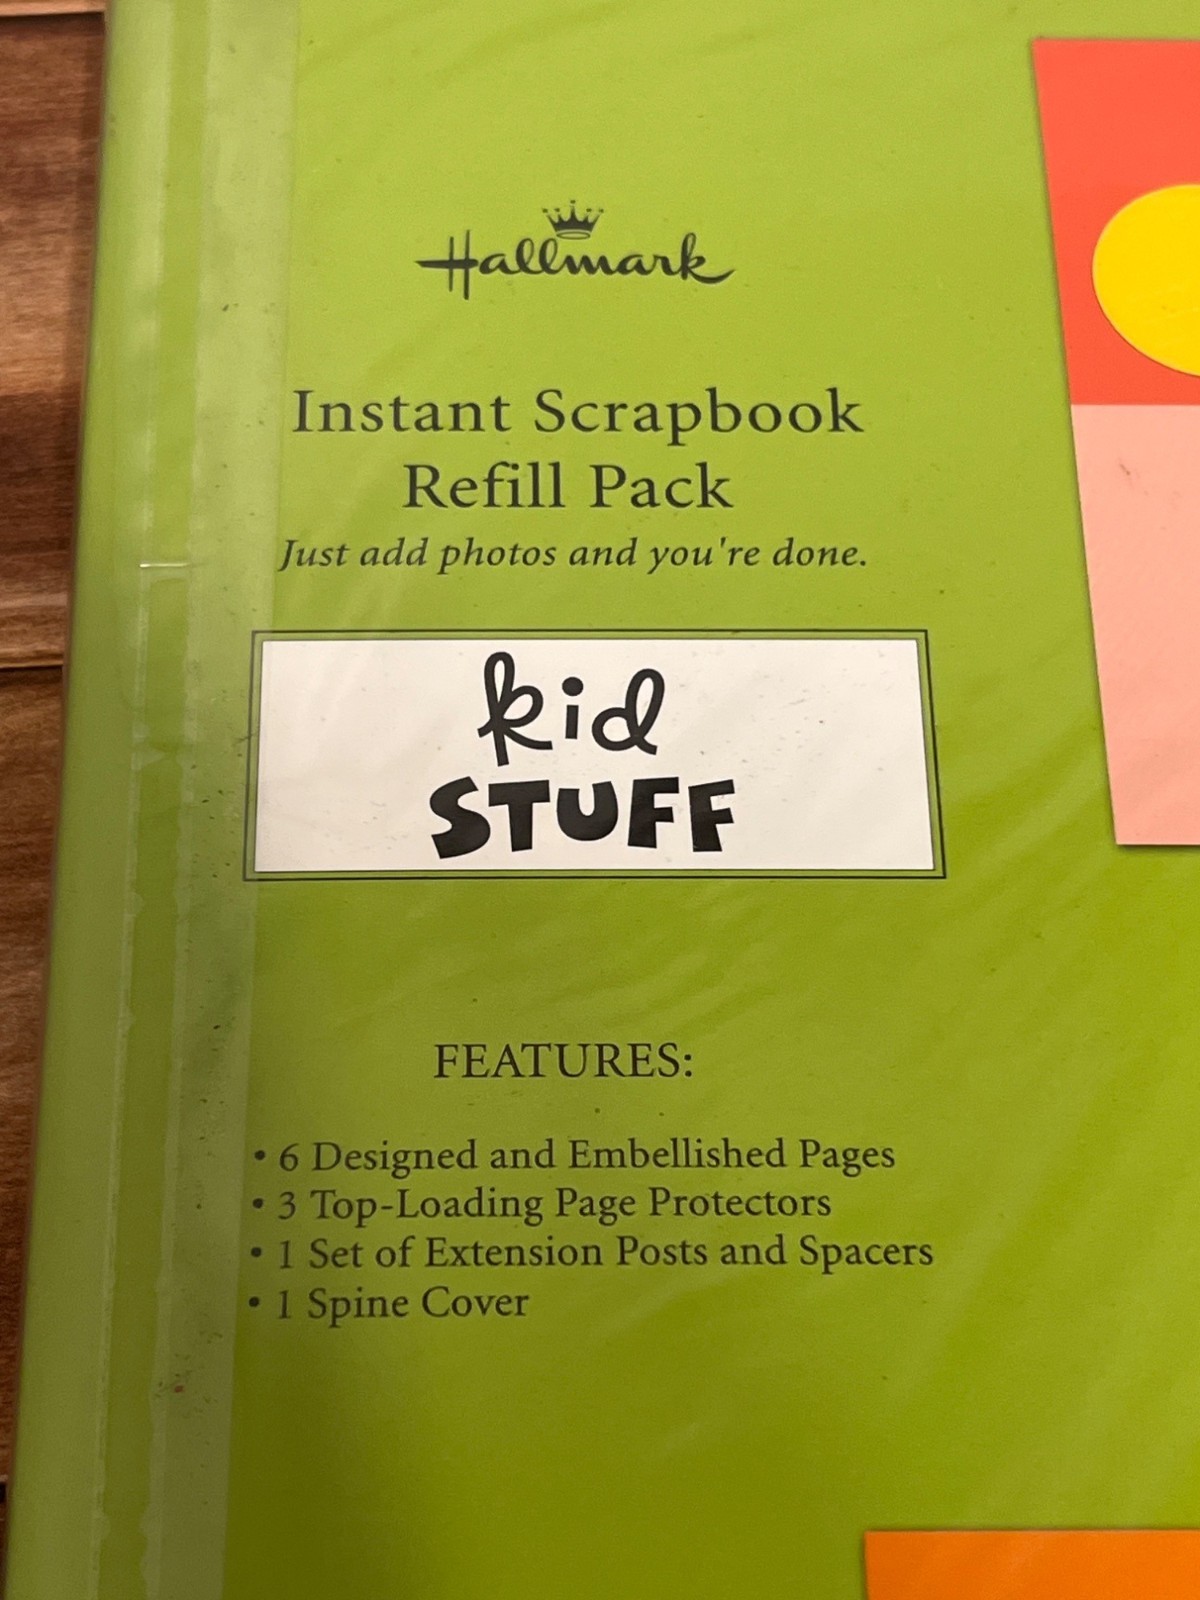 Hallmark
Instant Scrapbook
Refill Pack
Just add photos and you're done.
kid
STUFF
FEATURES:
• 6 Designed and Embellished Pages
• 3 Top-Loading Page Protectors
• 1 Set of Extension Posts and Spacers
• 1 Spine Cover